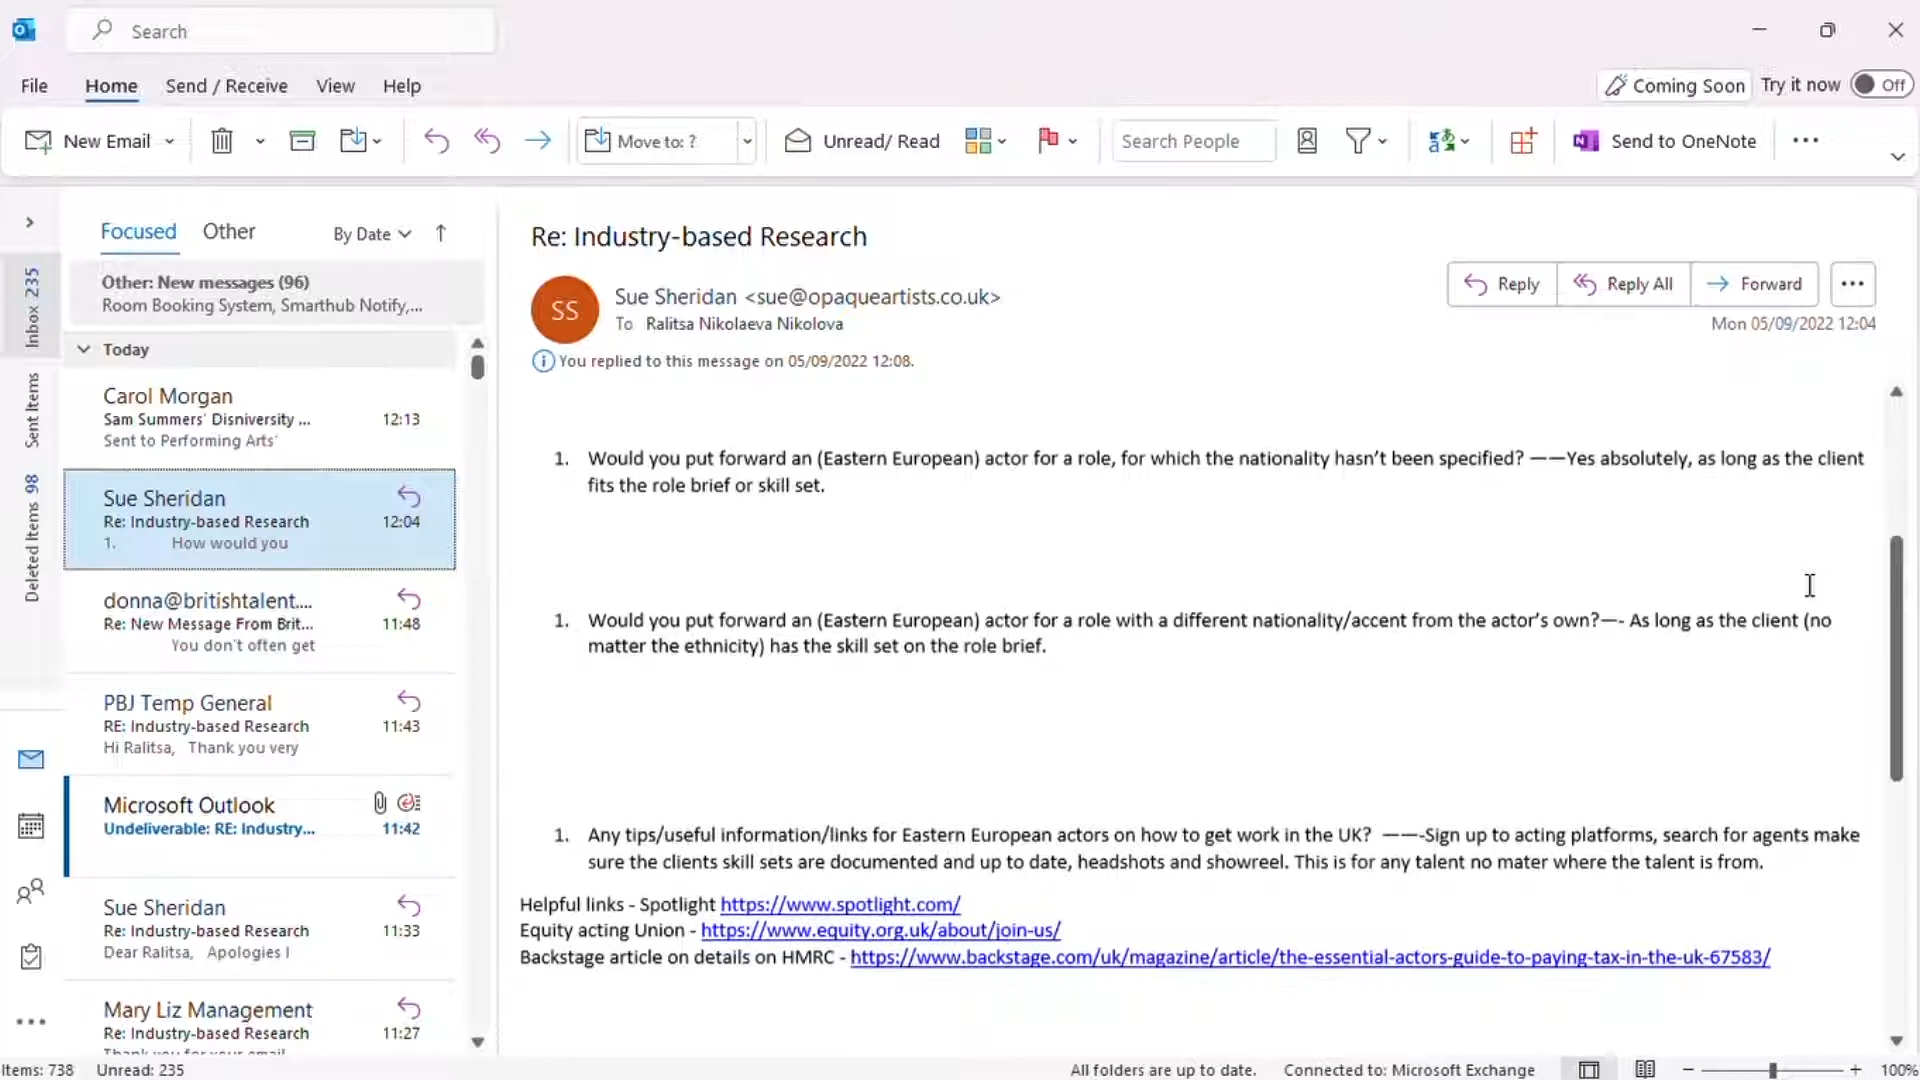 Search
File Home Send / Receive View Help
Coming Soon Try it now Off
New Email Move to: ? Unread/ Read Search People Send to OneNote
Focused Other By Date
Other: New messages (96)
Room Booking System, Smarthub Notify,...
Today
Carol Morgan
Sam Summers' Disniversity ... 12:13
Sent to Performing Arts'
Sue Sheridan
Re: Industry-based Research 12:04
1. How would you
donna@britishtalent....
Re: New Message From Brit... 11:48
You don't often get
PBJ Temp General
RE: Industry-based Research 11:43
Hi Ralitsa, Thank you very
Microsoft Outlook
Undeliverable: RE: Industry... 11:42
Sue Sheridan
Re: Industry-based Research 11:33
Dear Ralitsa, Apologies I
Mary Liz Management
Re: Industry-based Research 11:27
Thank you for your email
Inbox 235
Sent Items
Deleted Items 98
Re: Industry-based Research
SS
Sue Sheridan <sue@opaqueartists.co.uk>
To Ralitsa Nikolaeva Nikolova
Reply Reply All Forward
Mon 05/09/2022 12:04
You replied to this message on 05/09/2022 12:08.
1. Would you put forward an (Eastern European) actor for a role, for which the nationality hasn't been specified? ——Yes absolutely, as long as the client
fits the role brief or skill set.
1. Would you put forward an (Eastern European) actor for a role with a different nationality/accent from the actor's own?—- As long as the client (no
matter the ethnicity) has the skill set on the role brief.
1. Any tips/useful information/links for Eastern European actors on how to get work in the UK? ——-Sign up to acting platforms, search for agents make
sure the clients skill sets are documented and up to date, headshots and showreel. This is for any talent no mater where the talent is from.
Helpful links - Spotlight https://www.spotlight.com/
Equity acting Union - https://www.equity.org.uk/about/join-us/
Backstage article on details on HMRC - https://www.backstage.com/uk/magazine/article/the-essential-actors-guide-to-paying-tax-in-the-uk-67583/
Items: 738 Unread: 235 All folders are up to date. Connected to: Microsoft Exchange 100%